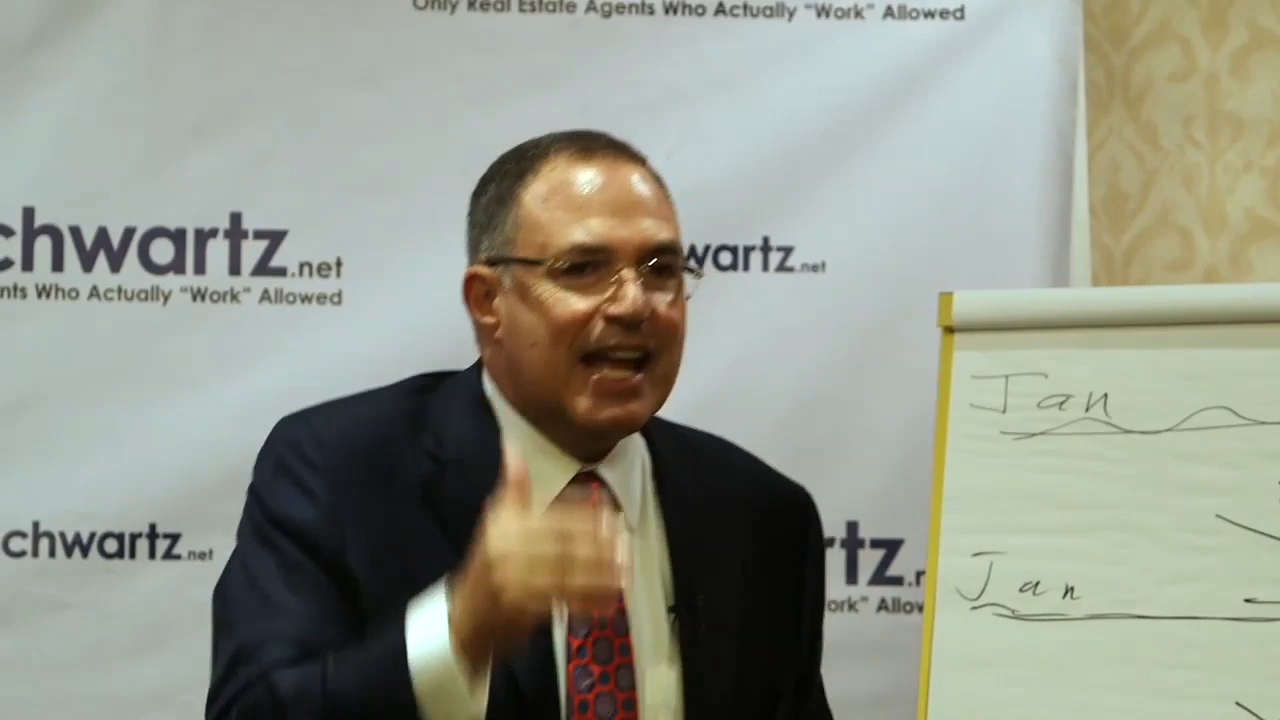 Only Real Estate Agents Who Actually “Work” Allowed
chwartz.net
nts Who Actually “Work” Allowed
wartz.net
Jan
chwartz.net
rtz.n
ork” Allow
Jan